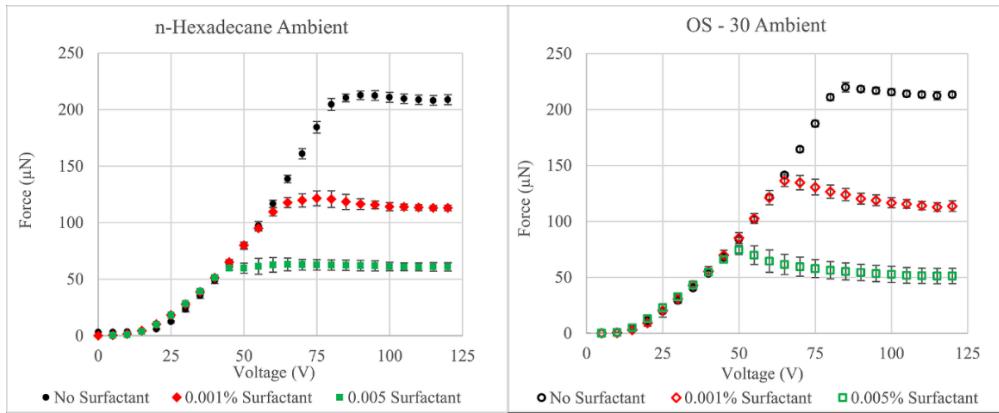 n-Hexadecane Ambient
250
200
150
100
50
0
Force (µN)
0 25 50 75 100 125
Voltage (V)
No Surfactant 0.001% Surfactant 0.005 Surfactant
OS - 30 Ambient
250
200
150
100
50
0
Force (µN)
0 25 50 75 100 125
Voltage (V)
No Surfactant 0.001% Surfactant 0.005% Surfactant